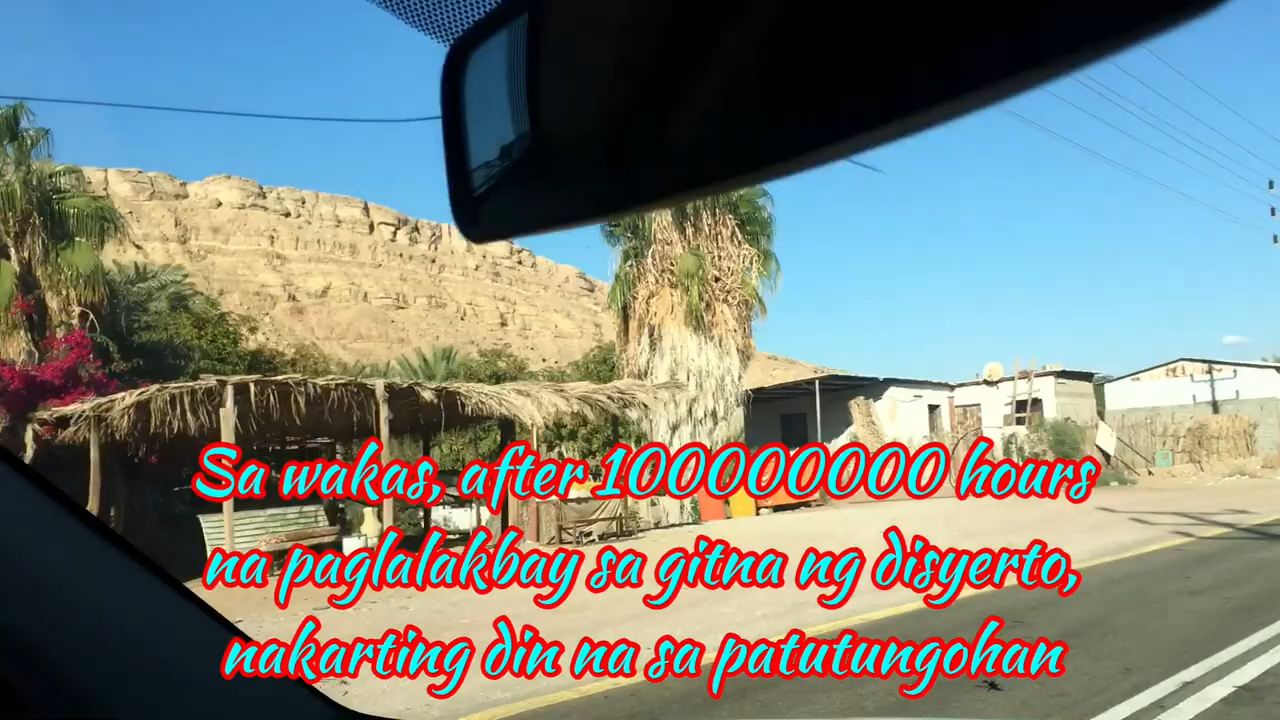 Sa wakas, after 100000000 hours
na paglalakbay sa gitna ng disyerto,
nakarting din na sa patutungohan